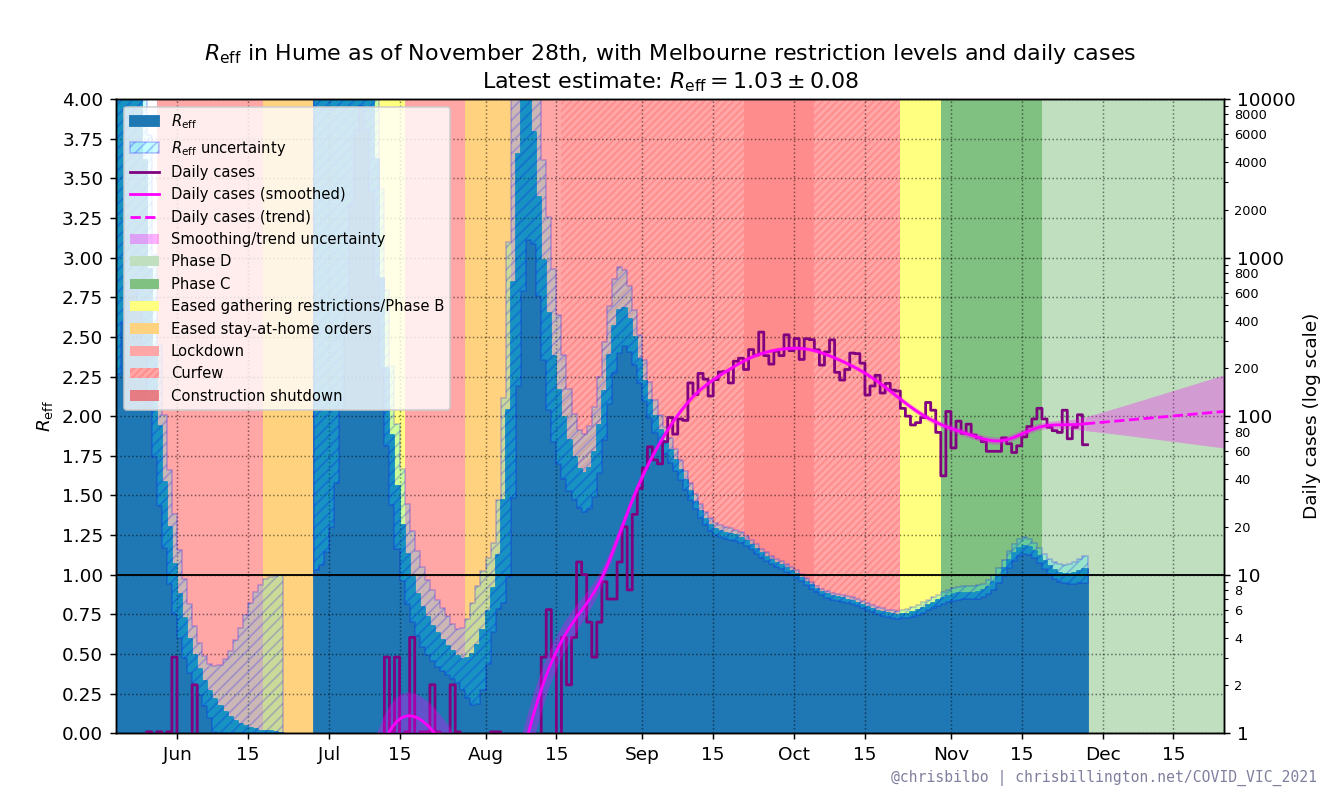 R_eff in Hume as of November 28th, with Melbourne restriction levels and daily cases
Latest estimate: R_eff = 1.03 ± 0.08
R_eff
R_eff uncertainty
Daily cases
Daily cases (smoothed)
Daily cases (trend)
Smoothing/trend uncertainty
Phase D
Phase C
Eased gathering restrictions/Phase B
Eased stay-at-home orders
Lockdown
Curfew
Construction shutdown
4.00
3.75
3.50
3.25
3.00
2.75
2.50
2.25
2.00
1.75
1.50
1.25
1.00
0.75
0.50
0.25
0.00
R_eff
10000
8000
6000
4000
2000
1000
800
600
400
200
100
80
60
40
20
10
8
6
4
2
1
Daily cases (log scale)
Jun 15 Jul 15 Aug 15 Sep 15 Oct 15 Nov 15 Dec 15
@chrisbilbo | chrisbillington.net/COVID_VIC_2021